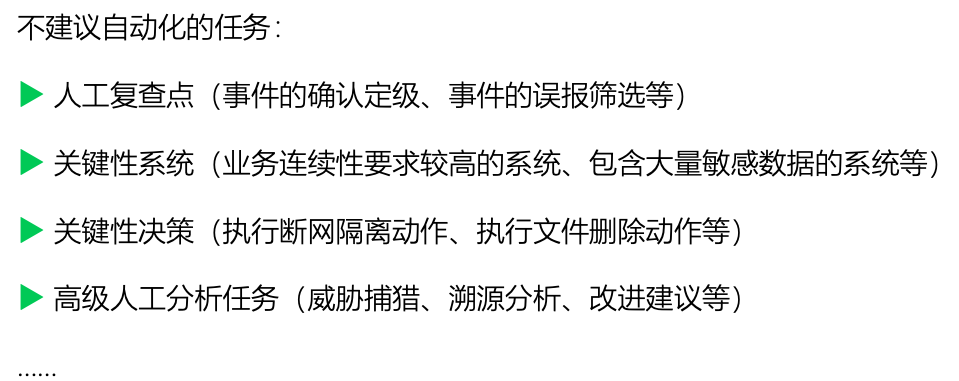 不建议自动化的任务：
▶ 人工复查点（事件的确认定级、事件的误报筛选等）
▶ 关键性系统（业务连续性要求较高的系统、包含大量敏感数据的系统等）
▶ 关键性决策（执行断网隔离动作、执行文件删除动作等）
▶ 高级人工分析任务（威胁捕猎、溯源分析、改进建议等）
……